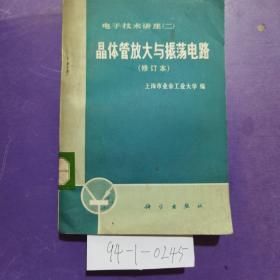 电子技术讲座(二)
晶体管放大与振荡电路
(修订本)
上海市业余工业大学 编
科学出版社
94-1-0245